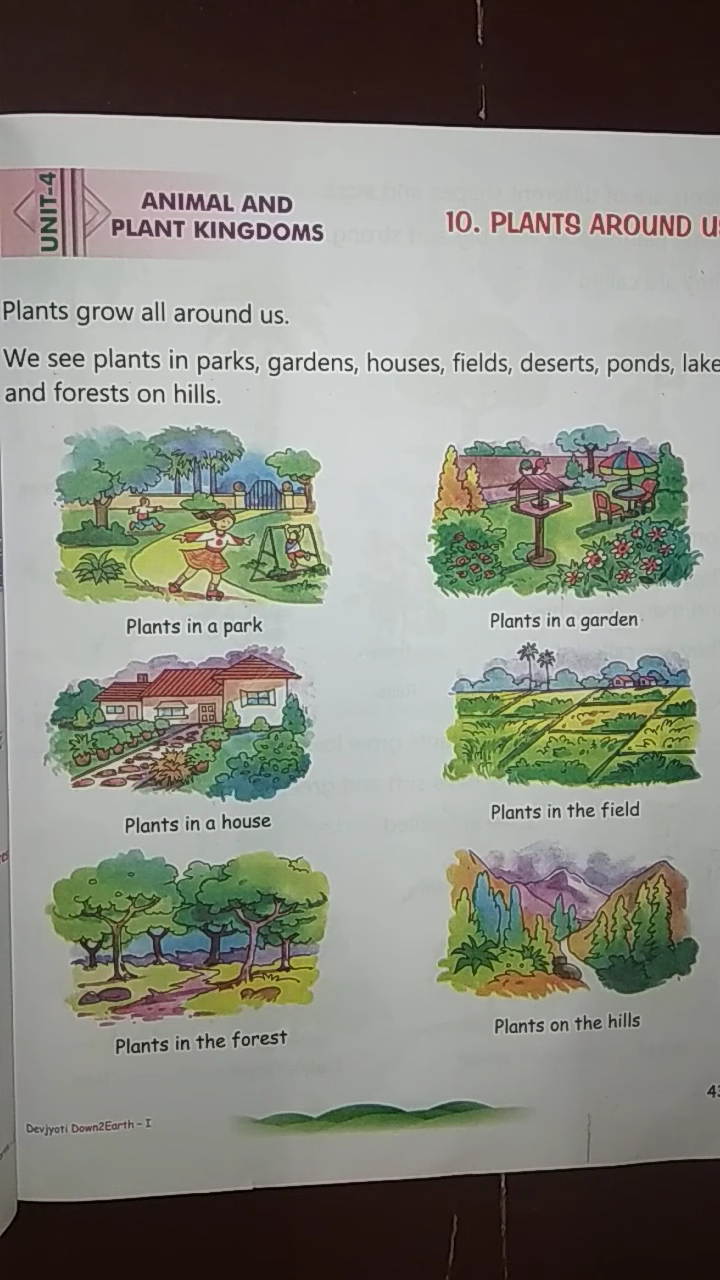 UNIT-4
ANIMAL AND
PLANT KINGDOMS
10. PLANTS AROUND
Plants grow all around us.
We see plants in parks, gardens, houses, fields, deserts, ponds, lake
and forests on hills.
Plants in a park
Plants in a garden
Plants in a house
Plants in the field
Plants in the forest
Plants on the hills
Devjyoti Down2Earth - I